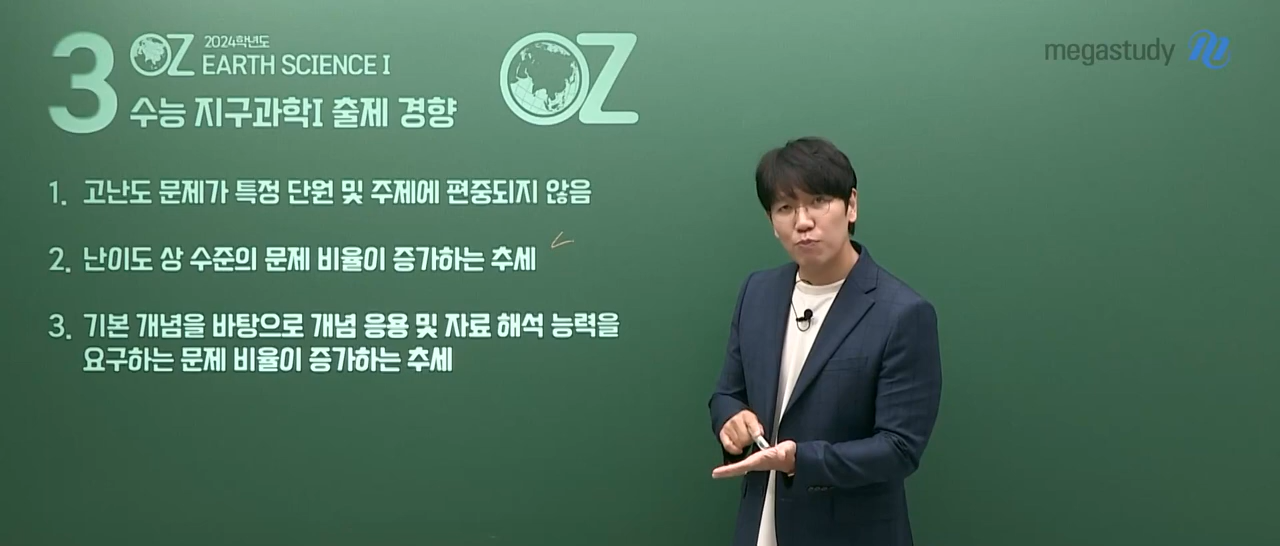 3
OZ
2024학년도
EARTH SCIENCE I
수능 지구과학I 출제 경향
OZ
megastudy
1. 고난도 문제가 특정 단원 및 주제에 편중되지 않음
2. 난이도 상 수준의 문제 비율이 증가하는 추세
3. 기본 개념을 바탕으로 개념 응용 및 자료 해석 능력을
요구하는 문제 비율이 증가하는 추세